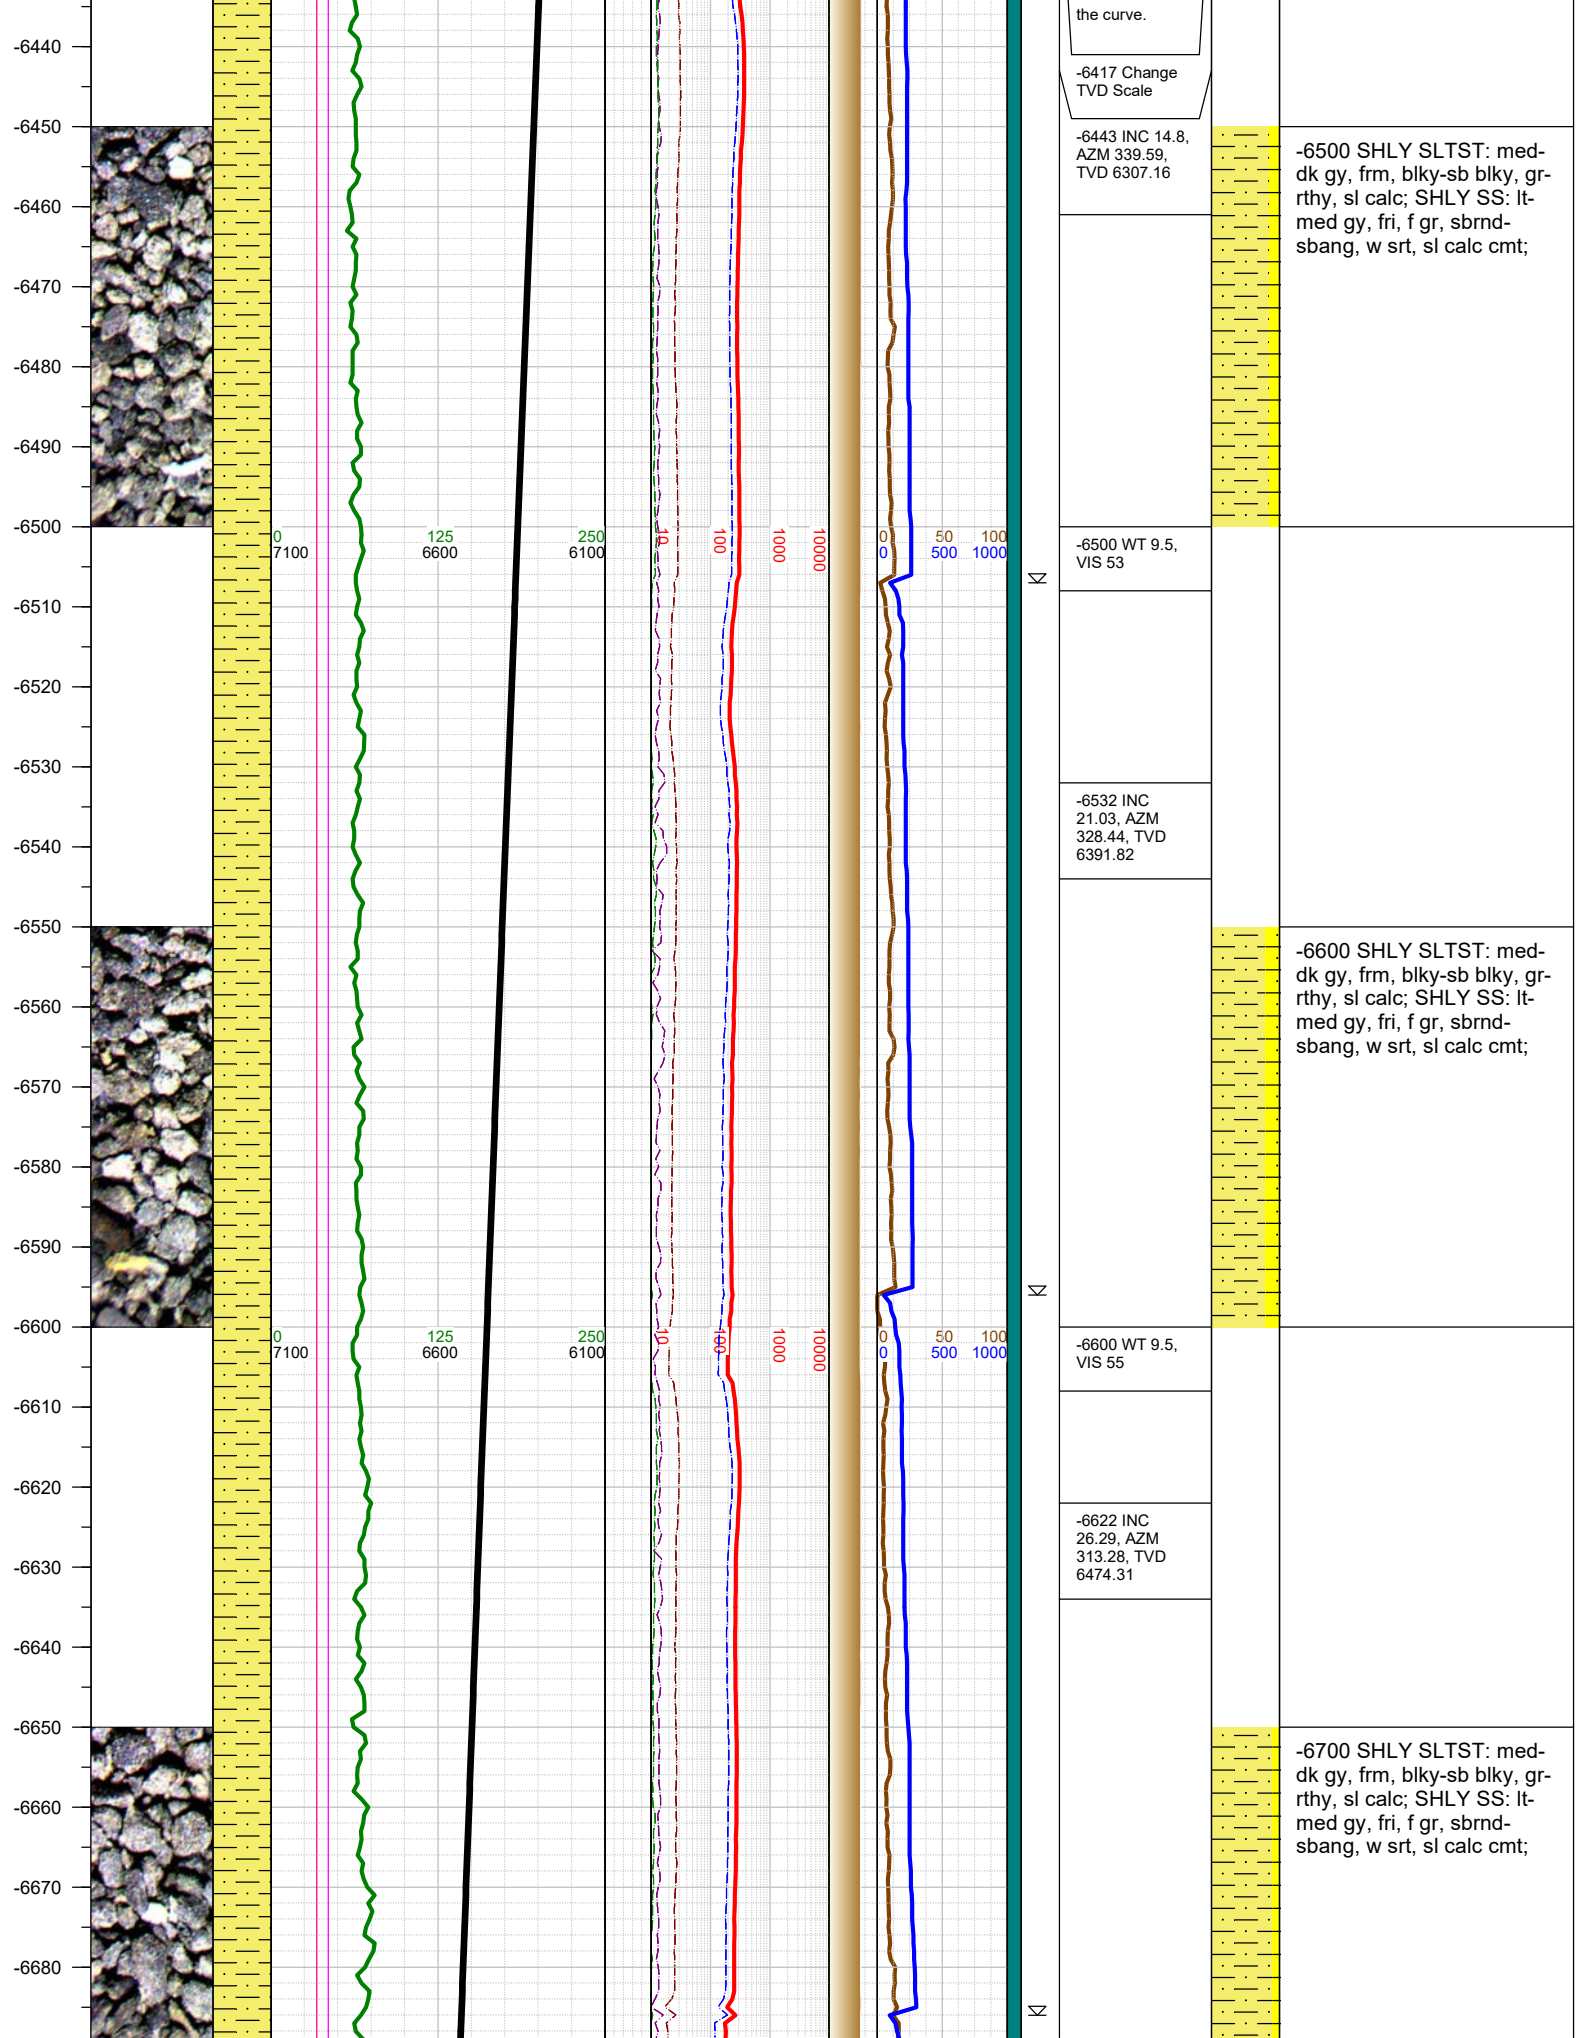 the curve.
-6417 Change
TVD Scale
-6440
-6450
-6443 INC 14.8,
AZM 339.59,
TVD 6307.16
-6500 SHLY SLTST: med-
dk gy, frm, blky-sb blky, gr-
rthy, sl calc; SHLY SS: lt-
med gy, fri, f gr, sbrnd-
sbang, w srt, sl calc cmt;
-6460
-6470
-6480
-6490
-6500
0 125 250 10 100 1000 10000 0 50 100
7100 6600 6100 0 500 1000
-6500 WT 9.5,
VIS 53
-6510
-6520
-6530
-6532 INC
21.03, AZM
328.44, TVD
6391.82
-6540
-6550
-6600 SHLY SLTST: med-
dk gy, frm, blky-sb blky, gr-
rthy, sl calc; SHLY SS: lt-
med gy, fri, f gr, sbrnd-
sbang, w srt, sl calc cmt;
-6560
-6570
-6580
-6590
-6600
0 125 250 10 100 1000 10000 0 50 100
7100 6600 6100 0 500 1000
-6600 WT 9.5,
VIS 55
-6610
-6620
-6622 INC
26.29, AZM
313.28, TVD
6474.31
-6630
-6640
-6650
-6700 SHLY SLTST: med-
dk gy, frm, blky-sb blky, gr-
rthy, sl calc; SHLY SS: lt-
med gy, fri, f gr, sbrnd-
sbang, w srt, sl calc cmt;
-6660
-6670
-6680